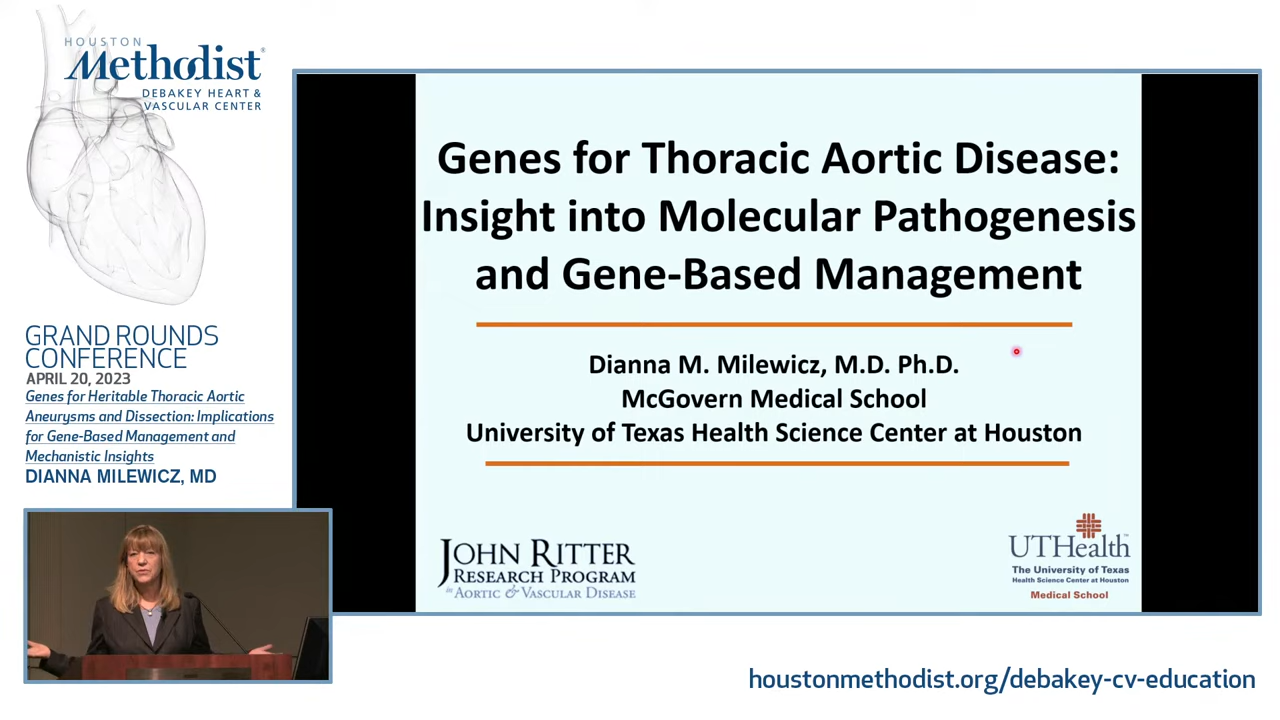 HOUSTON
Methodist®
DEBAKEY HEART &
VASCULAR CENTER
GRAND ROUNDS
CONFERENCE
APRIL 20, 2023
Genes for Heritable Thoracic Aortic
Aneurysms and Dissection: Implications
for Gene-Based Management and
Mechanistic Insights
DIANNA MILEWICZ, MD
Genes for Thoracic Aortic Disease:
Insight into Molecular Pathogenesis
and Gene-Based Management
Dianna M. Milewicz, M.D. Ph.D.
McGovern Medical School
University of Texas Health Science Center at Houston
JOHN RITTER
RESEARCH PROGRAM
in AORTIC & VASCULAR DISEASE
UTHealth™
The University of Texas
Health Science Center at Houston
Medical School
houstonmethodist.org/debakey-cv-education